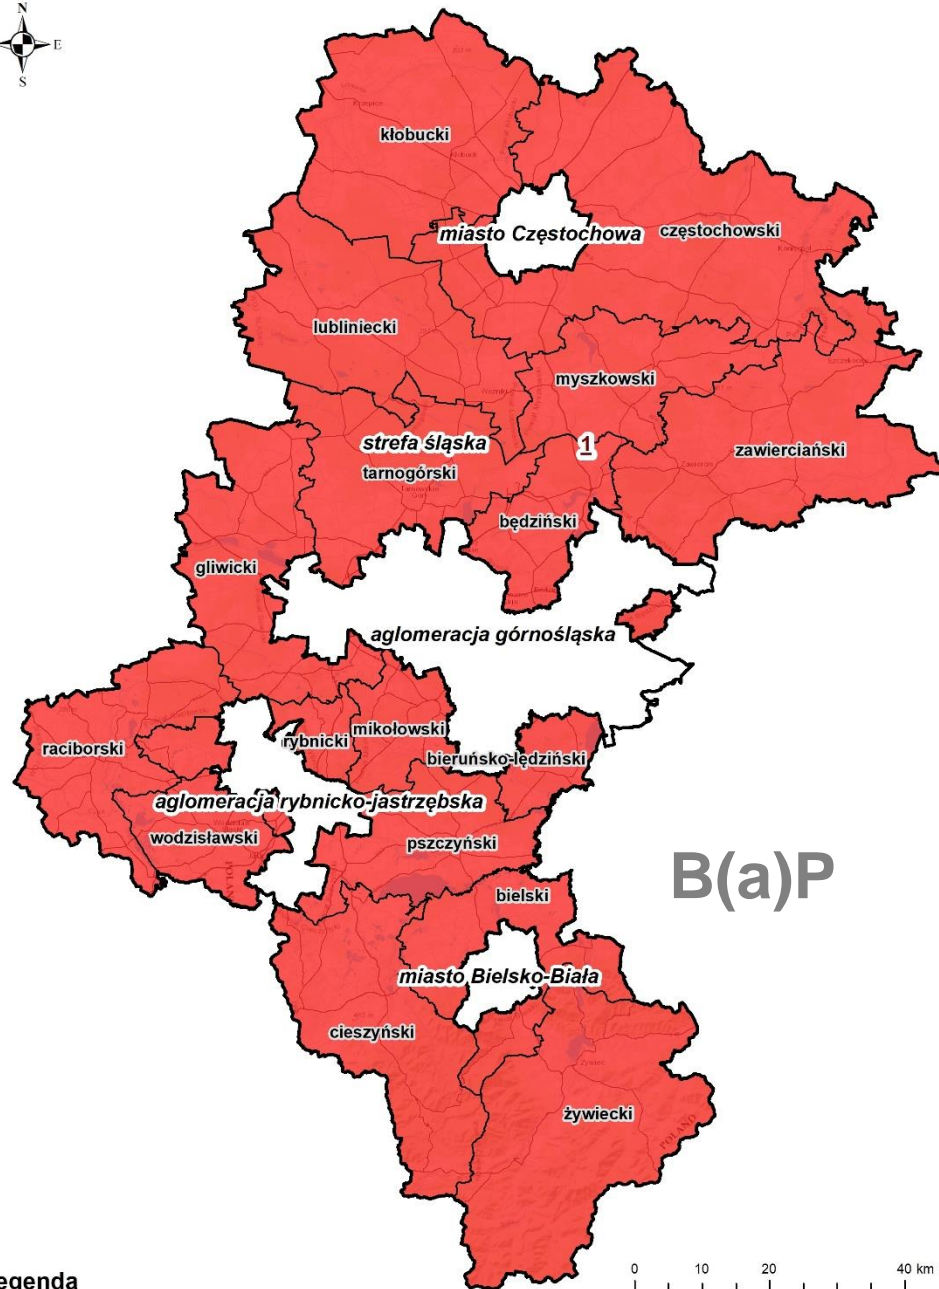 N
E
S
kłobucki
miasto Częstochowa
częstochowski
lubliniecki
myszkowski
strefa śląska
1
zawierciański
tarnogórski
będziński
gliwicki
aglomeracja górnośląska
raciborski
rybnicki
mikołowski
bieruńsko-lędziński
aglomeracja rybnicko-jastrzębska
wodzisławski
pszczyński
B(a)P
bielski
miasto Bielsko-Biała
cieszyński
żywiecki
POLAND
egenda
0 10 20 40 km